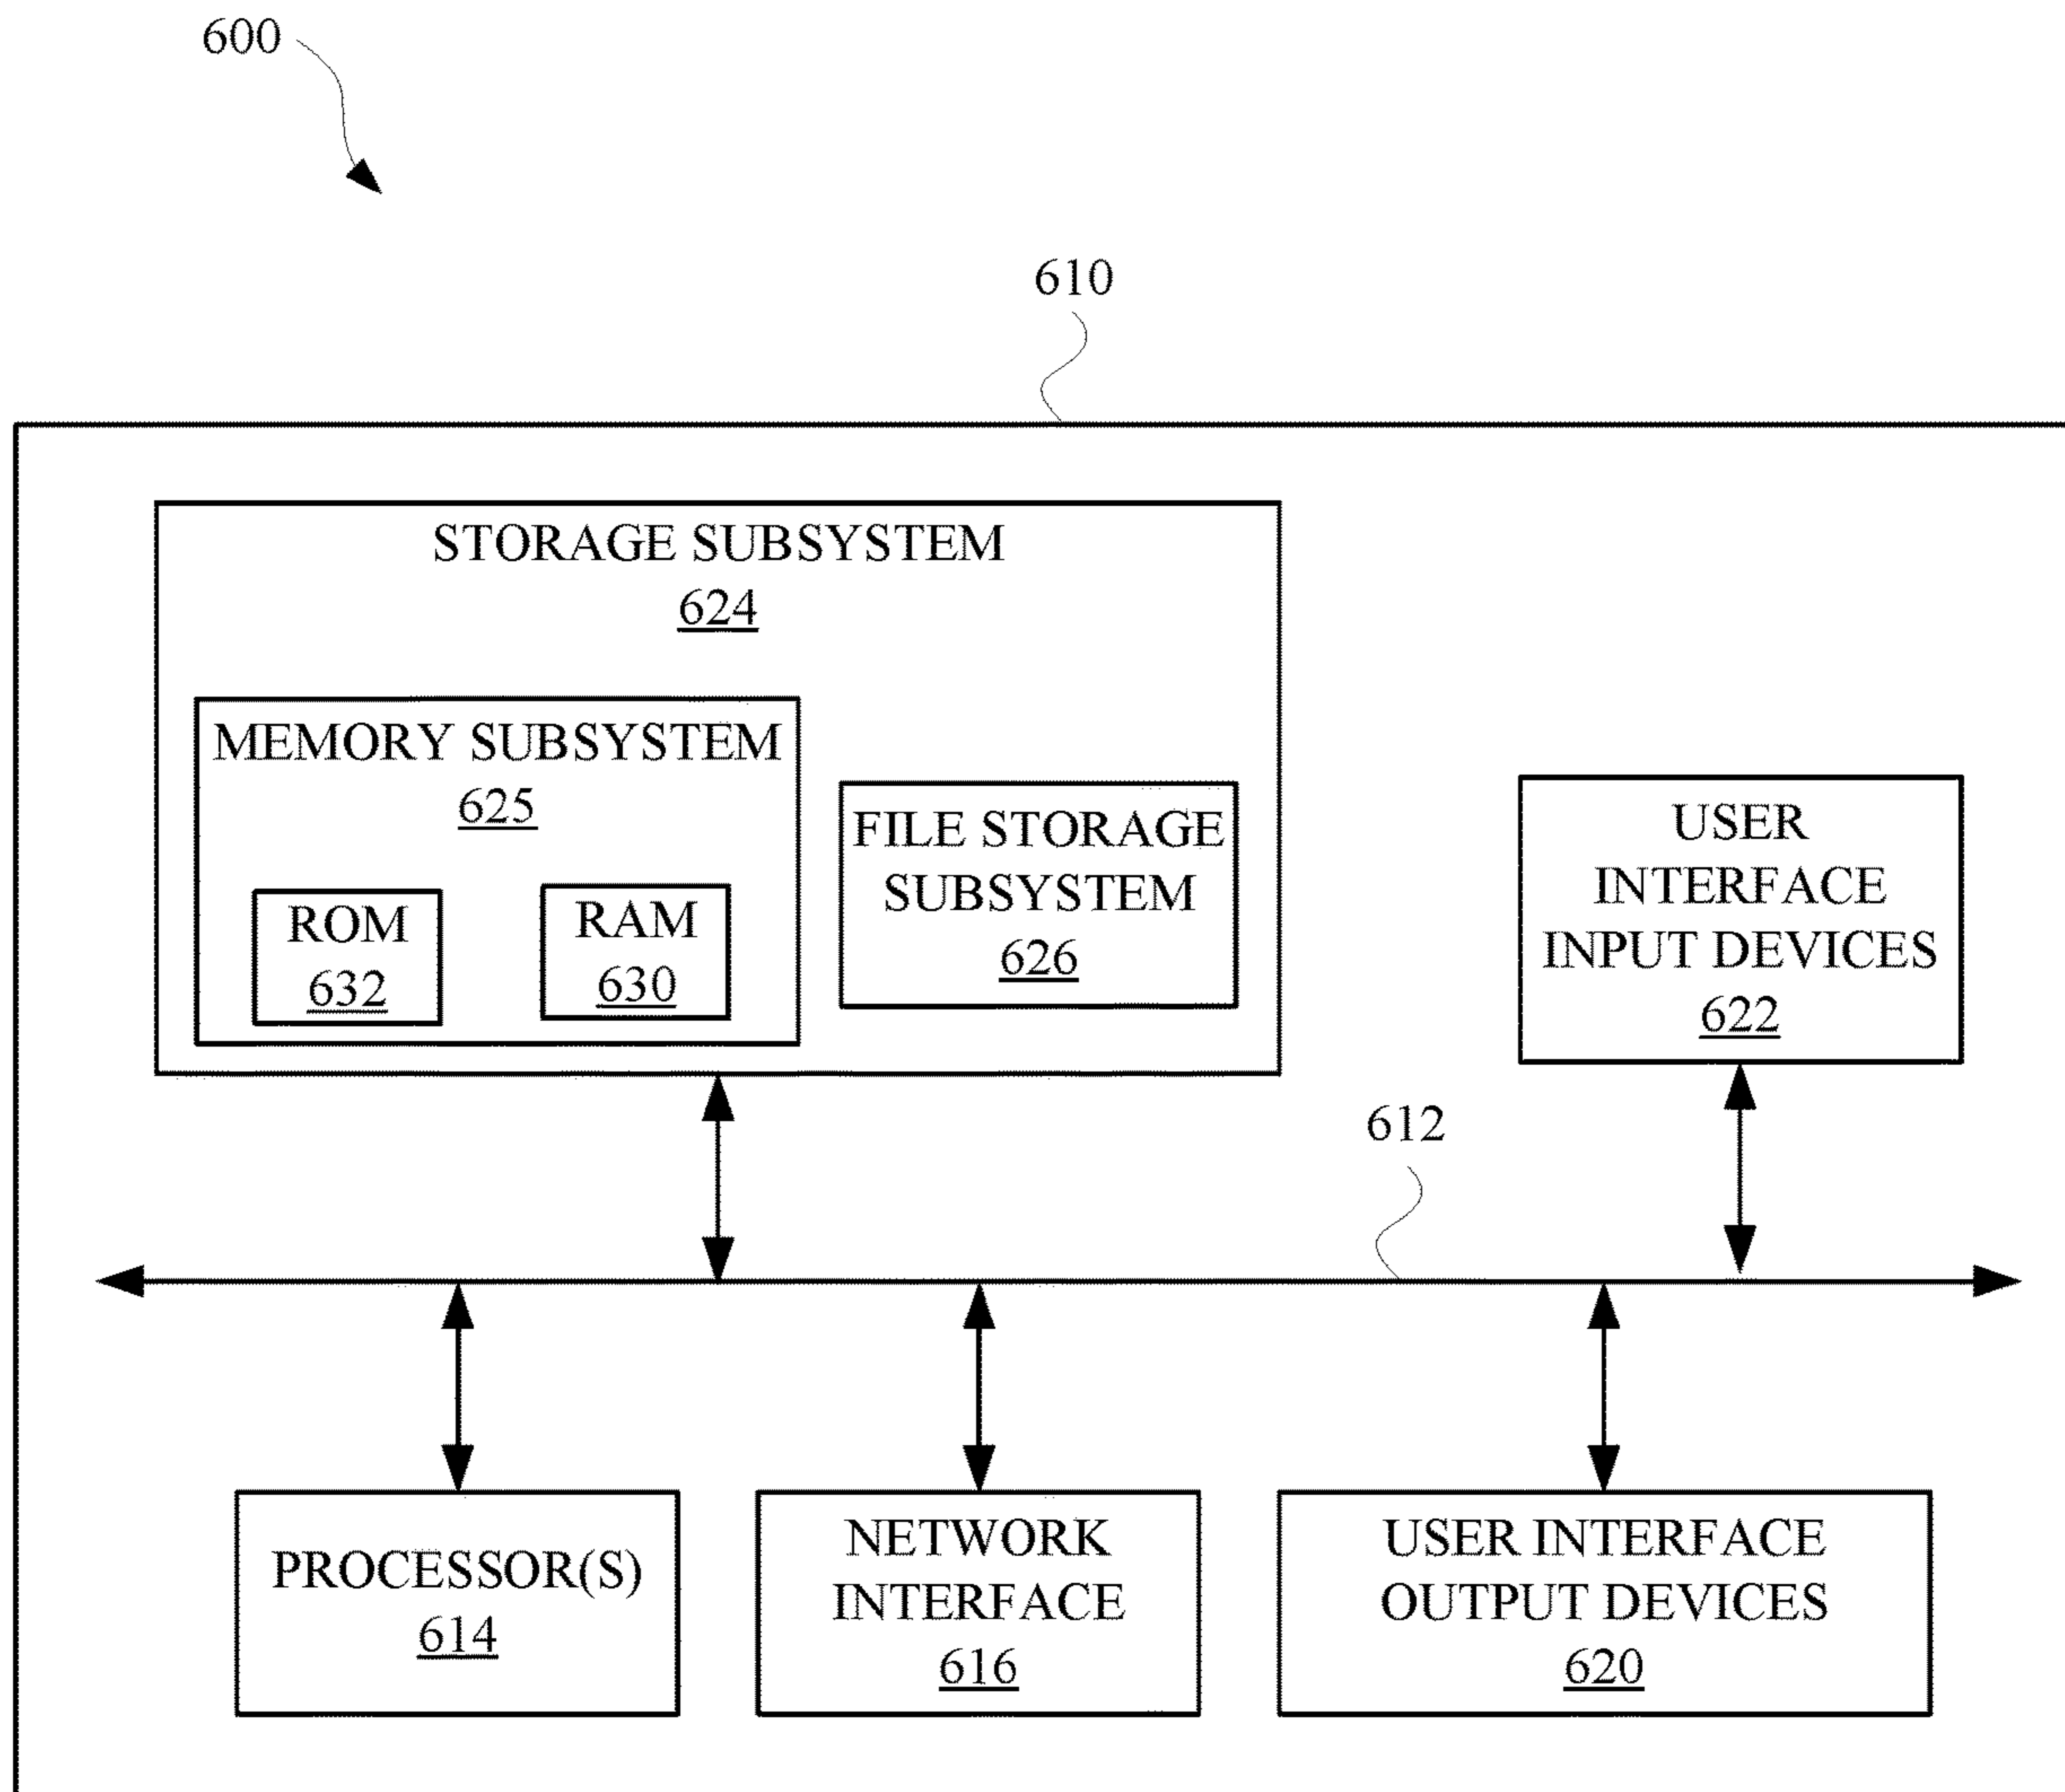 600
610
STORAGE SUBSYSTEM
624
MEMORY SUBSYSTEM
625
ROM
632
RAM
630
FILE STORAGE
SUBSYSTEM
626
USER
INTERFACE
INPUT DEVICES
622
612
PROCESSOR(S)
614
NETWORK
INTERFACE
616
USER INTERFACE
OUTPUT DEVICES
620